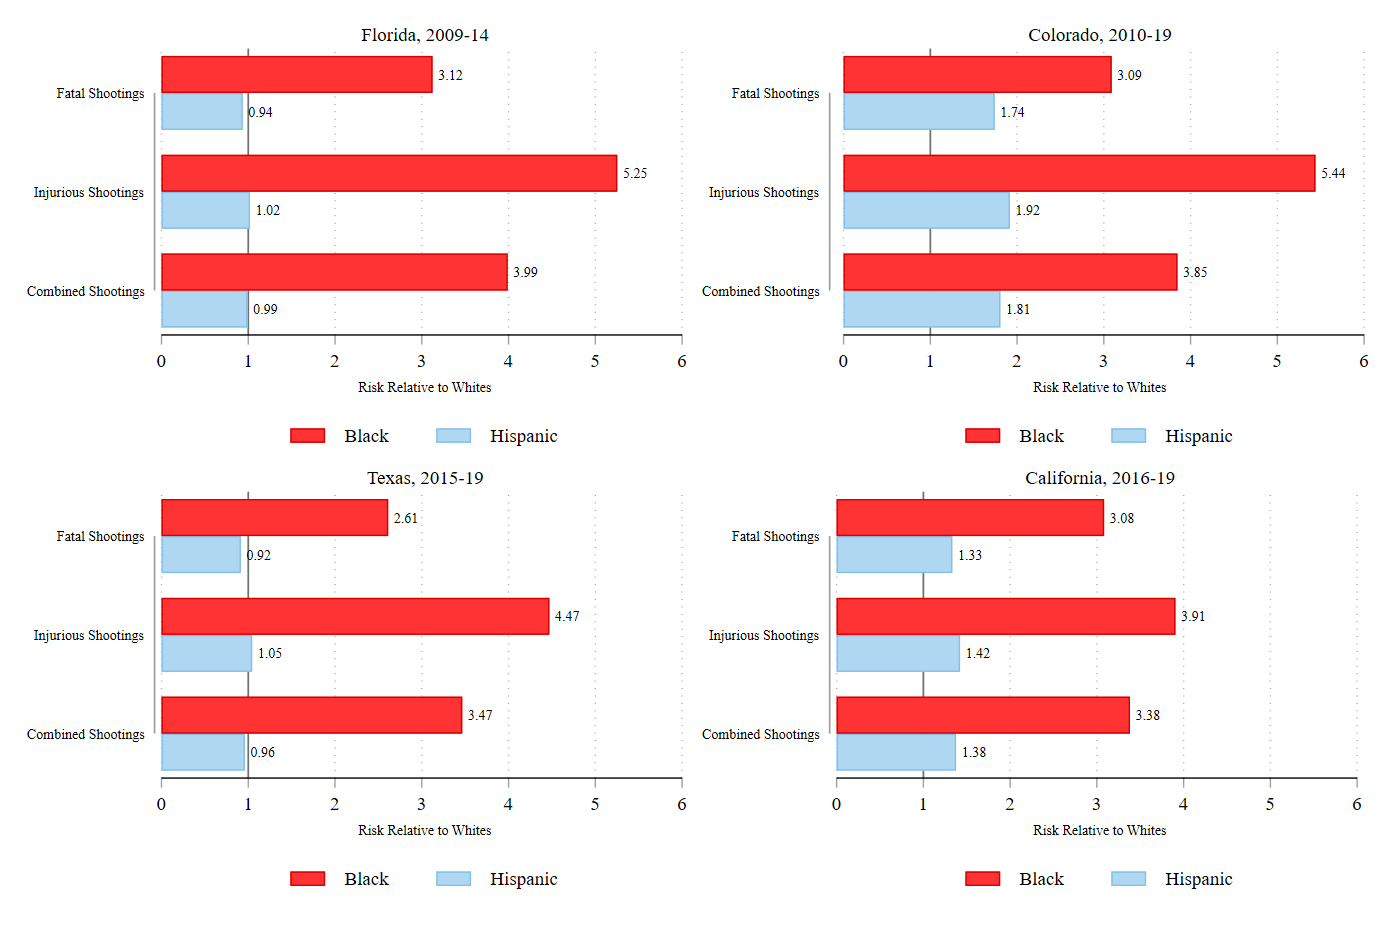 Florida, 2009-14
Fatal Shootings
3.12
0.94
Injurious Shootings
5.25
1.02
Combined Shootings
3.99
0.99
0 1 2 3 4 5 6
Risk Relative to Whites
Black Hispanic
Colorado, 2010-19
Fatal Shootings
3.09
1.74
Injurious Shootings
5.44
1.92
Combined Shootings
3.85
1.81
0 1 2 3 4 5 6
Risk Relative to Whites
Black Hispanic
Texas, 2015-19
Fatal Shootings
2.61
0.92
Injurious Shootings
4.47
1.05
Combined Shootings
3.47
0.96
0 1 2 3 4 5 6
Risk Relative to Whites
Black Hispanic
California, 2016-19
Fatal Shootings
3.08
1.33
Injurious Shootings
3.91
1.42
Combined Shootings
3.38
1.38
0 1 2 3 4 5 6
Risk Relative to Whites
Black Hispanic